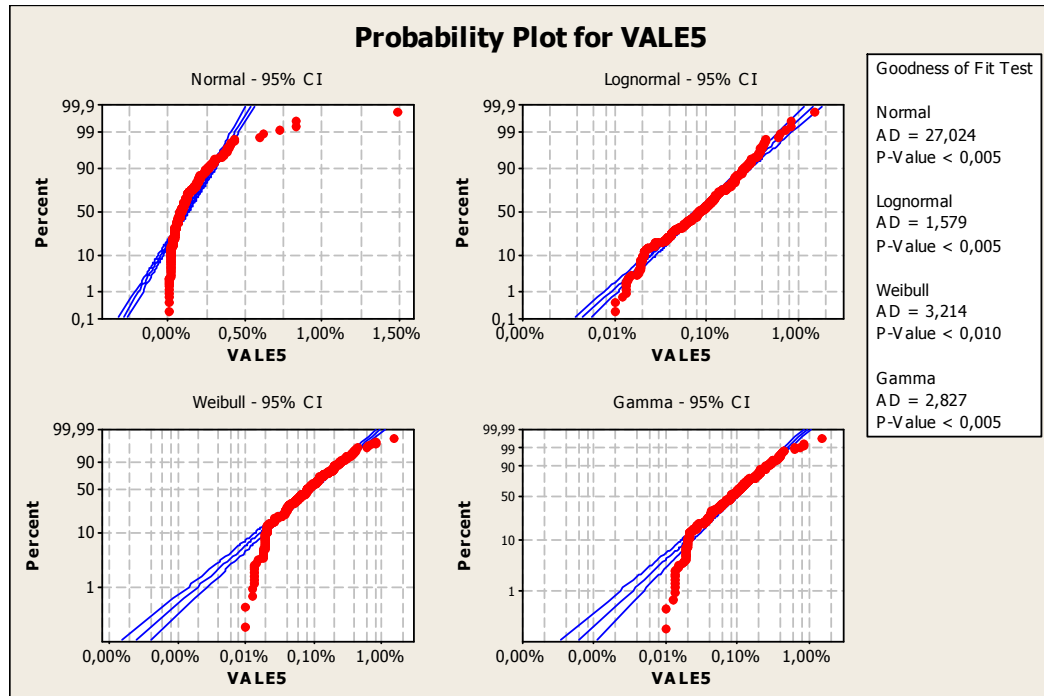 Probability Plot for VALE5
Normal - 95% CI
99,9
99
90
50
10
1
0,1
Percent
0,00% 0,50% 1,00% 1,50%
VALE5
Lognormal - 95% CI
99,9
99
90
50
10
1
0,1
Percent
0,00% 0,01% 0,10% 1,00%
VALE5
Weibull - 95% CI
99,99
90
50
10
1
Percent
0,00% 0,00% 0,01% 0,10% 1,00%
VALE5
Gamma - 95% CI
99,99
99
90
50
10
1
Percent
0,00% 0,00% 0,01% 0,10% 1,00%
VALE5
Goodness of Fit Test
Normal
AD = 27,024
P-Value < 0,005
Lognormal
AD = 1,579
P-Value < 0,005
Weibull
AD = 3,214
P-Value < 0,010
Gamma
AD = 2,827
P-Value < 0,005